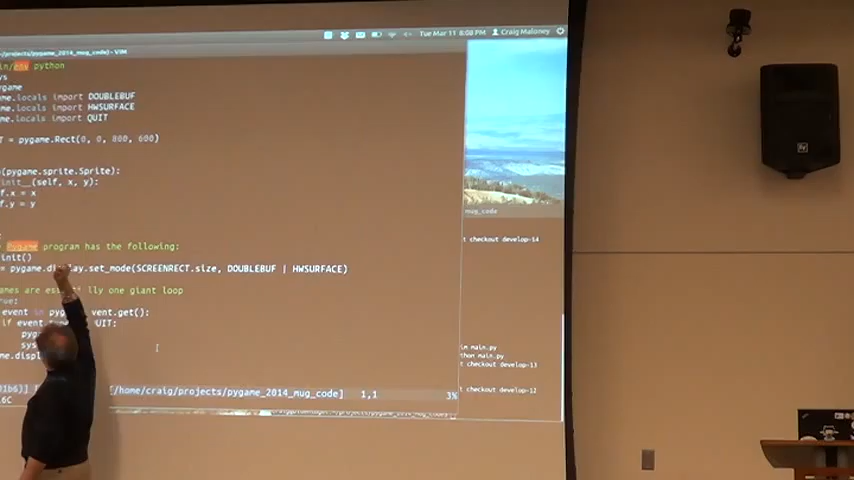 Tue Mar 11 8:08 PM Craig Maloney
~/projects/pygame_2014_mug_code) - VIM
in/env python
ys
ygame
me.locals import DOUBLEBUF
me.locals import HWSURFACE
me.locals import QUIT
T = pygame.Rect(0, 0, 800, 600)
(pygame.sprite.Sprite):
init__(self, x, y):
f.x = x
f.y = y
mug_code
t checkout develop-14
Pygame program has the following:
init()
= pygame.display.set_mode(SCREENRECT.size, DOUBLEBUF | HWSURFACE)
ames are lly one giant loop
rue:
event in vent.get():
if event. UIT:
pyg
sys
me.displ
im main.py
thon main.py
t checkout develop-13
t checkout develop-12
[/home/craig/projects/pygame_2014_mug_code] 1,1 3%